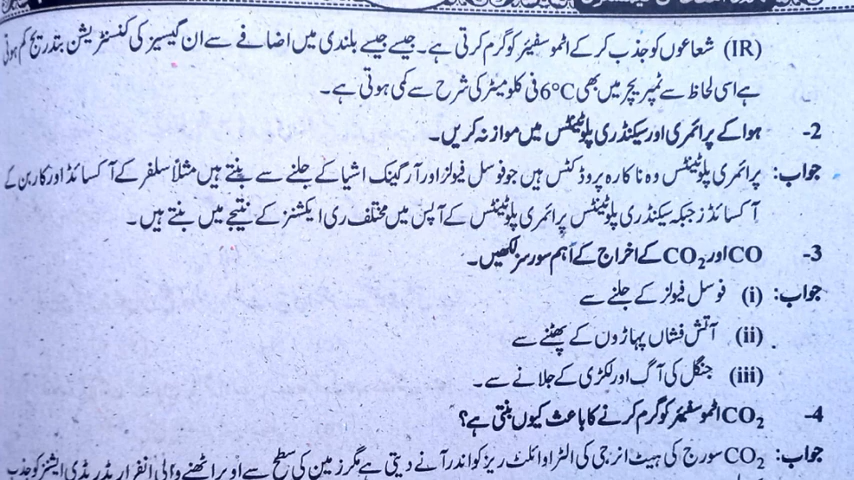 (IR) شعاعوں کو جذب کر کے اٹموسفیئر کو گرم کرتی ہے۔ جیسے جیسے بلندی میں اضافے سے ان گیسیز کی کنسنٹریشن بتدریج کم ہوتی
ہے اسی لحاظ سے ٹمپریچر میں بھی 6°C فی کلومیٹر کی شرح سے کمی ہوتی ہے۔
2- ہوا کے پرائمری اور سیکنڈری پلوٹینٹس میں موازنہ کریں۔
جواب: پرائمری پلوٹینٹس وہ ناکارہ پروڈکٹس ہیں جو فوسل فیولز اور آرگینک اشیا کے جلنے سے بنتے ہیں مثلاً سلفر کے آکسائڈ اور کاربن کے
آکسائڈز جبکہ سیکنڈری پلوٹینٹس پرائمری پلوٹینٹس کے آپس میں مختلف ری ایکشنز کے نتیجے میں بنتے ہیں۔
3- CO اور CO₂ کے اخراج کے اہم سورسز لکھیں۔
جواب: (i) فوسل فیولز کے جلنے سے
(ii) آتش فشاں پہاڑوں کے پھٹنے سے
(iii) جنگل کی آگ اور لکڑی کے جلانے سے۔
4- CO₂ اٹموسفیئر کو گرم کرنے کا باعث کیوں بنتی ہے؟
جواب: CO₂ سورج کی ہیٹ انرجی کی الٹرا وائلٹ ریز کو اندر آنے دیتی ہے مگر زمین کی سطح سے اوپر اٹھنے والی انفراریڈ ریڈی ایشنز کو جذب